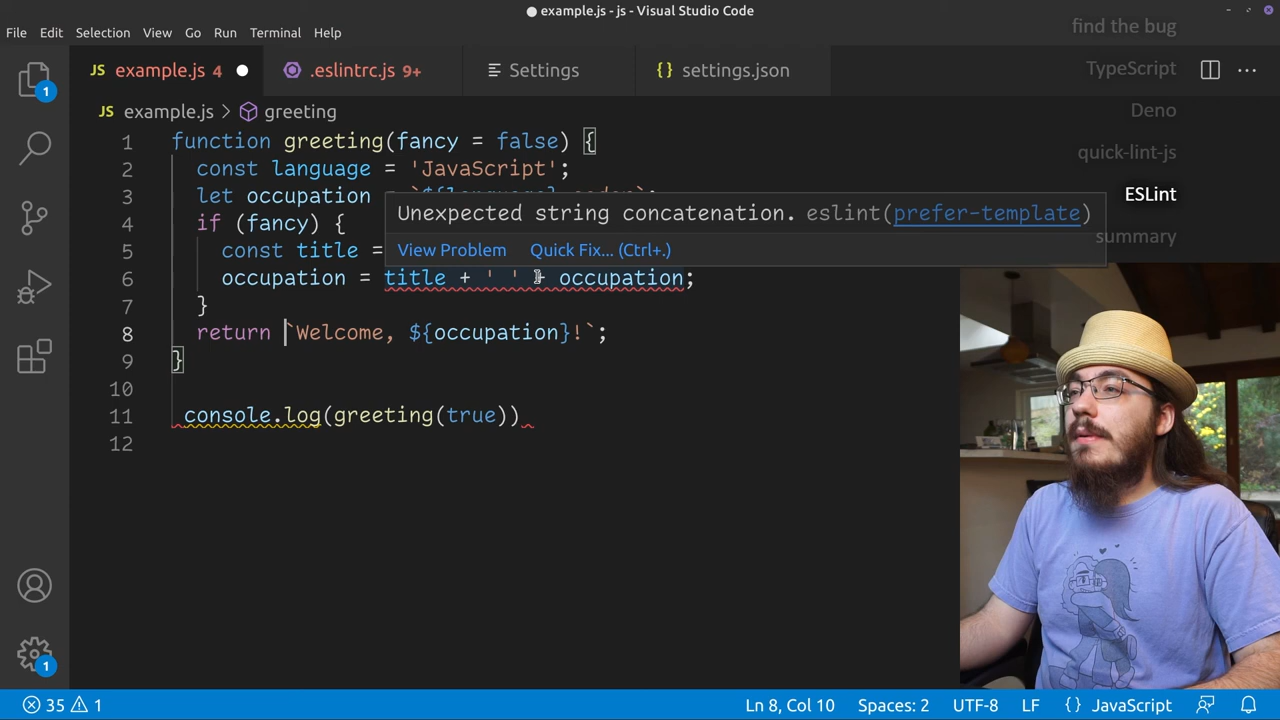 ● example.js - js - Visual Studio Code
File Edit Selection View Go Run Terminal Help
find the bug
TypeScript
Deno
quick-lint-js
ESLint
summary
JS example.js 4 ●
.eslintrc.js 9+
Settings
{} settings.json
JS example.js > greeting
1 function greeting(fancy = false) {
2 const language = 'JavaScript';
3 let occupation = `${language} coder`;
4 if (fancy) {
5 const title =
6 occupation = title + ' ' + occupation;
7 }
8 return `Welcome, ${occupation}!`;
9 }
10
11 console.log(greeting(true))
12
Unexpected string concatenation. eslint(prefer-template)
View Problem Quick Fix... (Ctrl+.)
1
1
35 1
Ln 8, Col 10 Spaces: 2 UTF-8 LF {} JavaScript